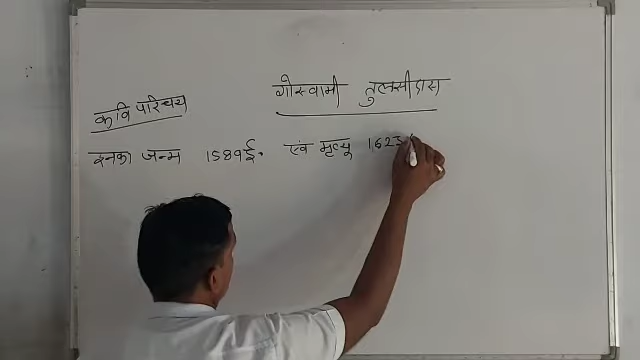 गोस्वामी तुलसीदास
कवि परिचय
इनका जन्म 1589ई. एवं मृत्यू 1623